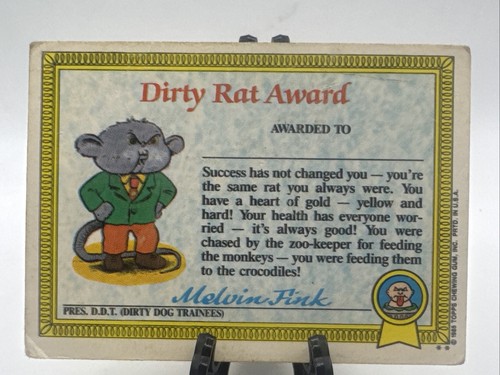 Dirty Rat Award
AWARDED TO
Success has not changed you — you're
the same rat you always were. You
have a heart of gold — yellow and
hard! Your health has everyone wor-
ried — it's always good! You were
chased by the zoo-keeper for feeding
the monkeys — you were feeding them
to the crocodiles!
Melvin Fink
PRES. D.D.T. (DIRTY DOG TRAINEES)
© 1985 TOPPS CHEWING GUM, INC. PRTD. IN U.S.A.